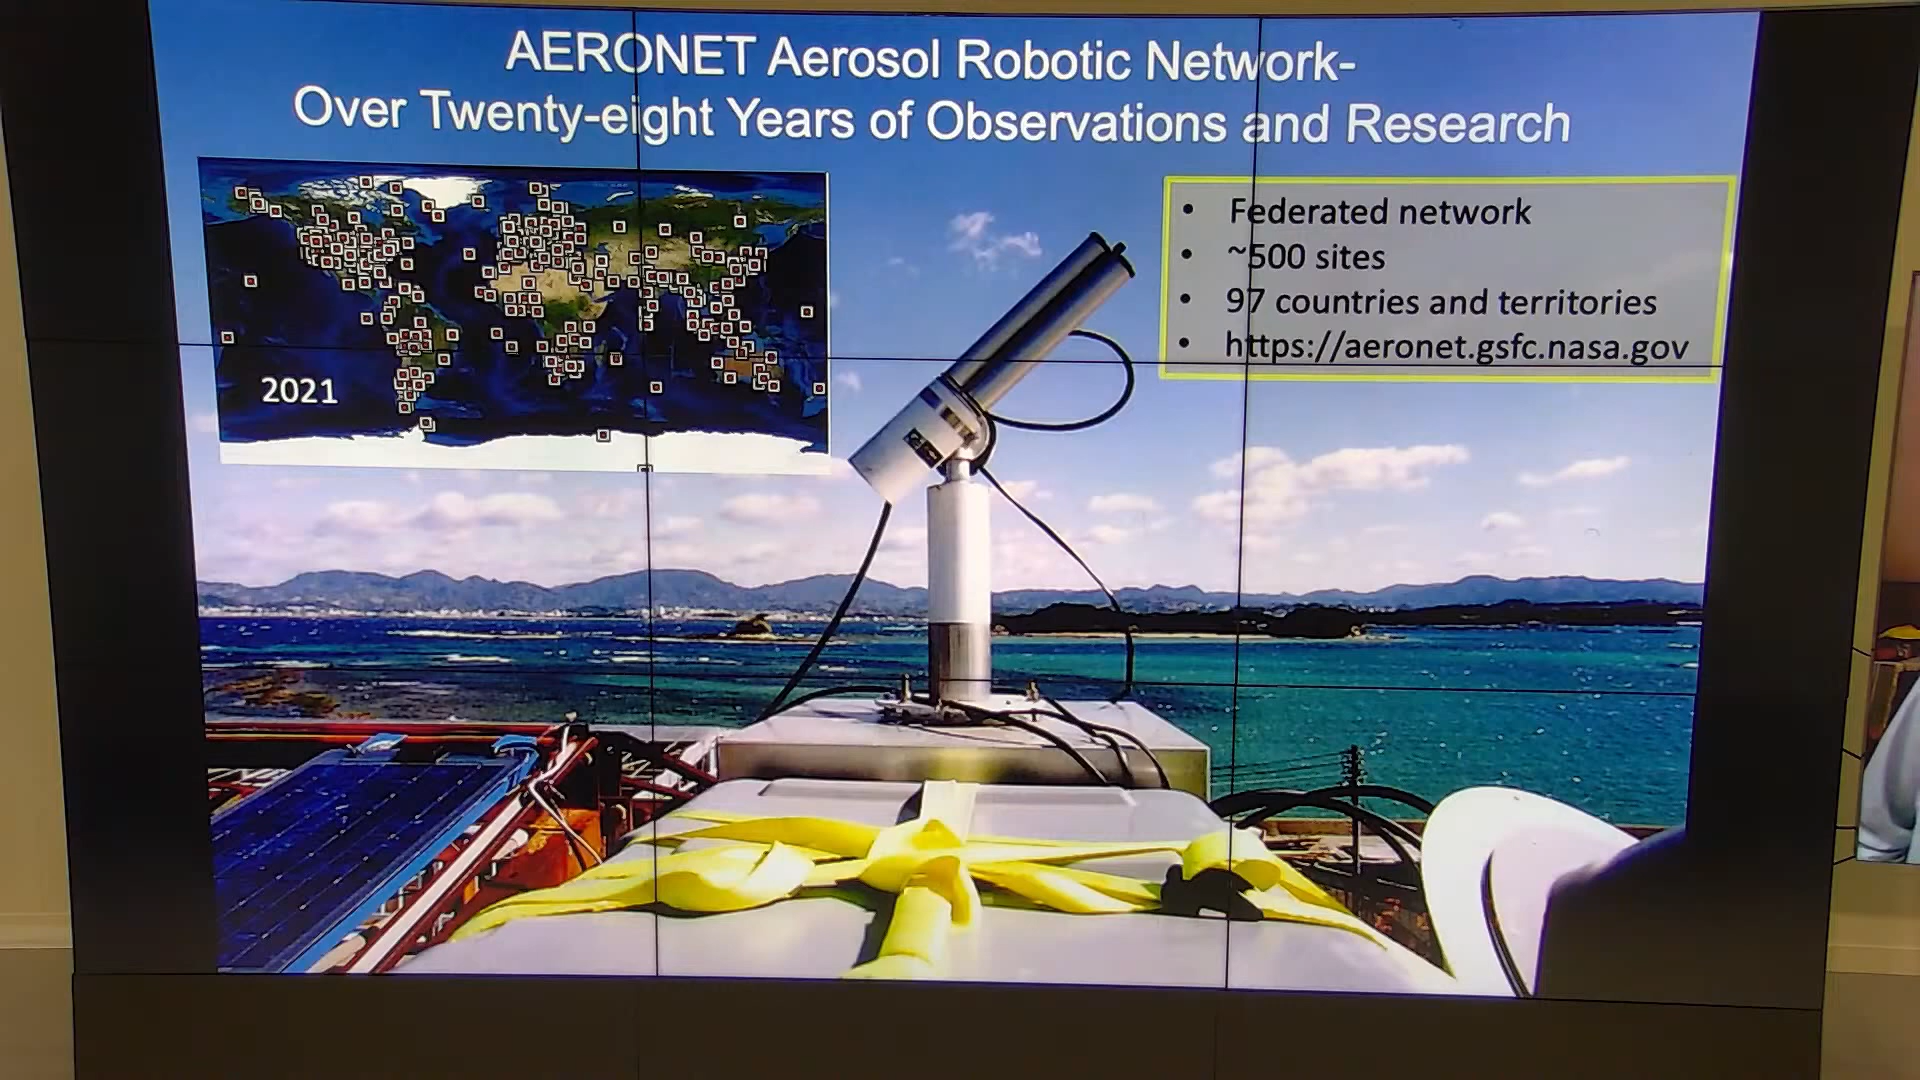 AERONET Aerosol Robotic Network-
Over Twenty-eight Years of Observations and Research
• Federated network
• ~500 sites
• 97 countries and territories
• https://aeronet.gsfc.nasa.gov
2021